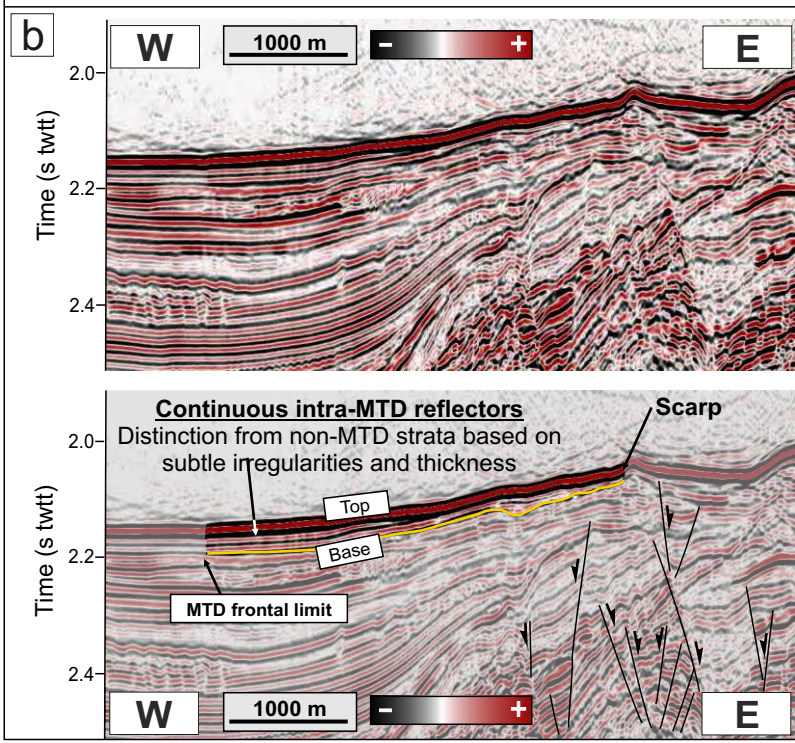 b
W
1000 m
− +
E
Time (s twtt)
2.0
2.2
2.4
Continuous intra-MTD reflectors
Distinction from non-MTD strata based on
subtle irregularities and thickness
Scarp
Top
Base
MTD frontal limit
Time (s twtt)
2.0
2.2
2.4
W
1000 m
− +
E